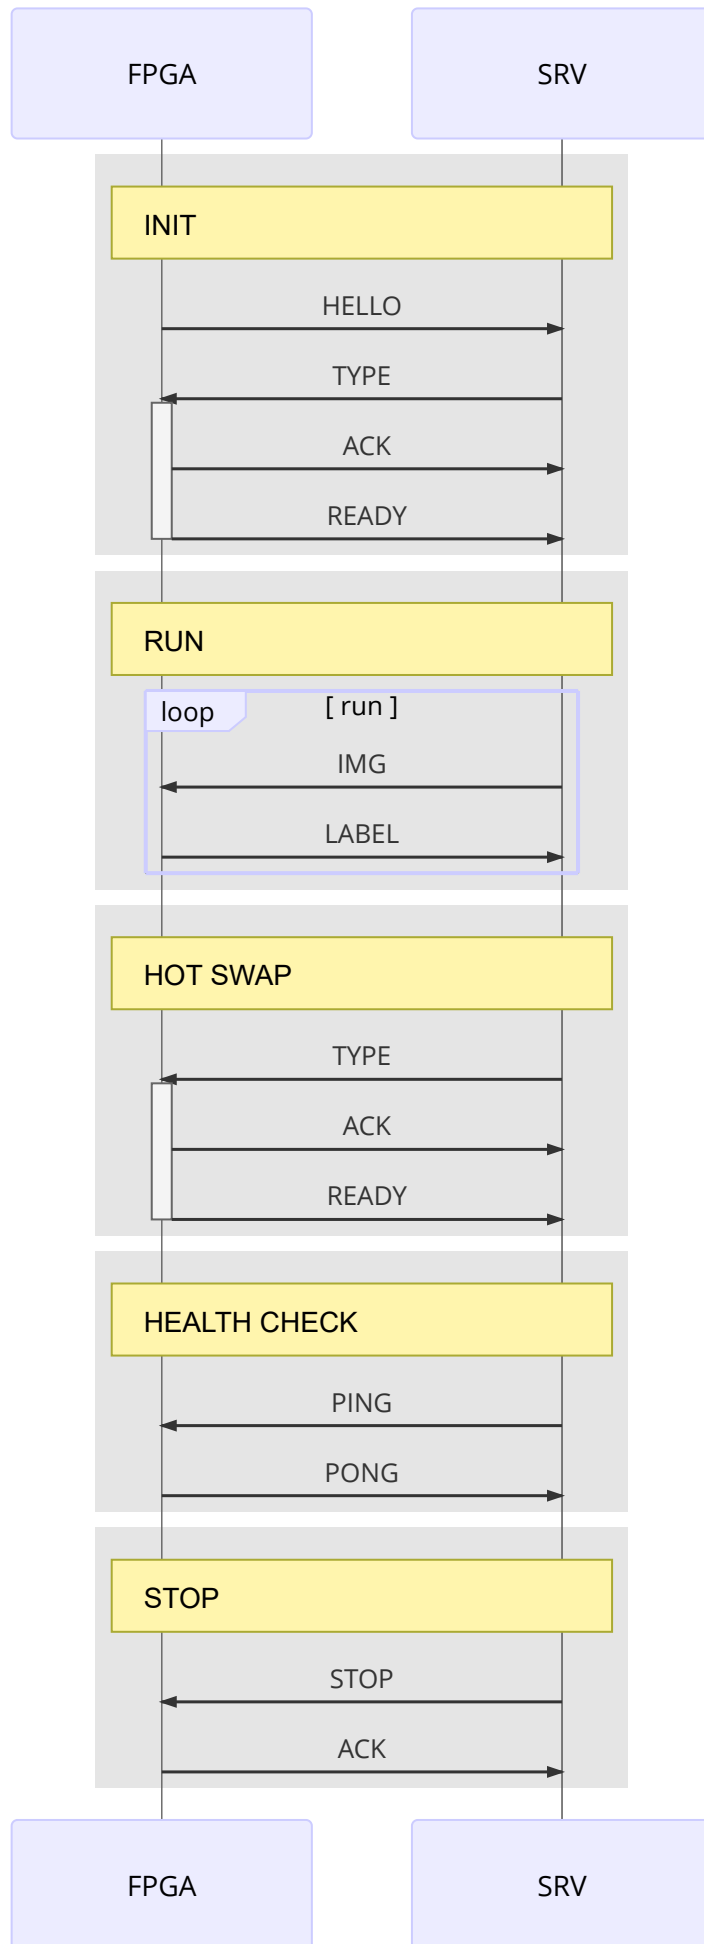 FPGA
SRV
INIT
HELLO
TYPE
ACK
READY
RUN
loop
[ run ]
IMG
LABEL
HOT SWAP
TYPE
ACK
READY
HEALTH CHECK
PING
PONG
STOP
STOP
ACK
FPGA
SRV